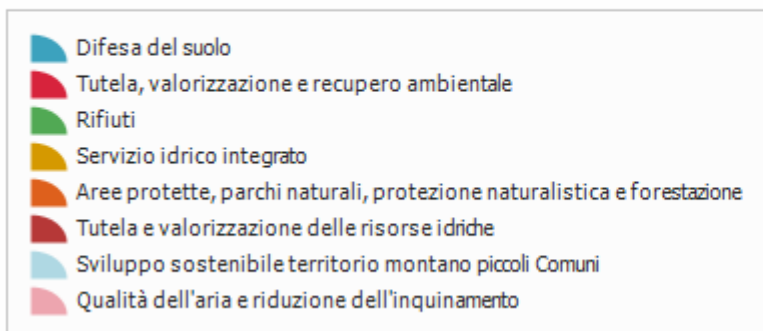 Difesa del suolo
Tutela, valorizzazione e recupero ambientale
Rifiuti
Servizio idrico integrato
Aree protette, parchi naturali, protezione naturalistica e forestazione
Tutela e valorizzazione delle risorse idriche
Sviluppo sostenibile territorio montano piccoli Comuni
Qualità dell'aria e riduzione dell'inquinamento